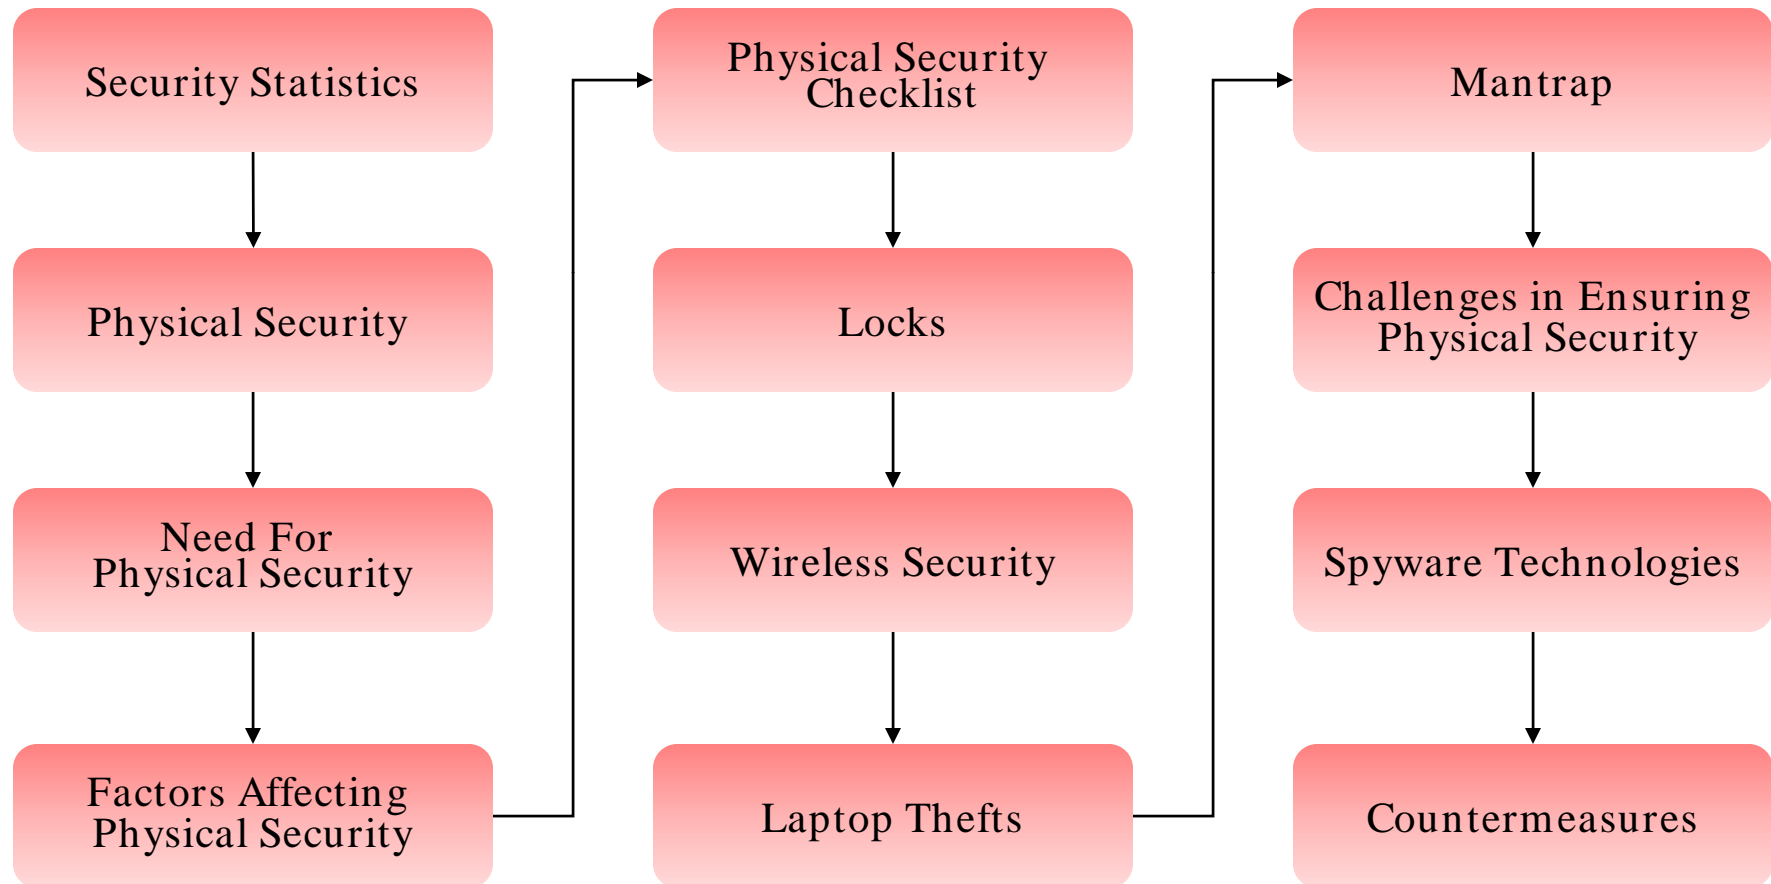 Security Statistics
Physical Security
Need For
Physical Security
Factors Affecting
Physical Security
Physical Security
Checklist
Locks
Wireless Security
Laptop Thefts
Mantrap
Challenges in Ensuring
Physical Security
Spyware Technologies
Countermeasures